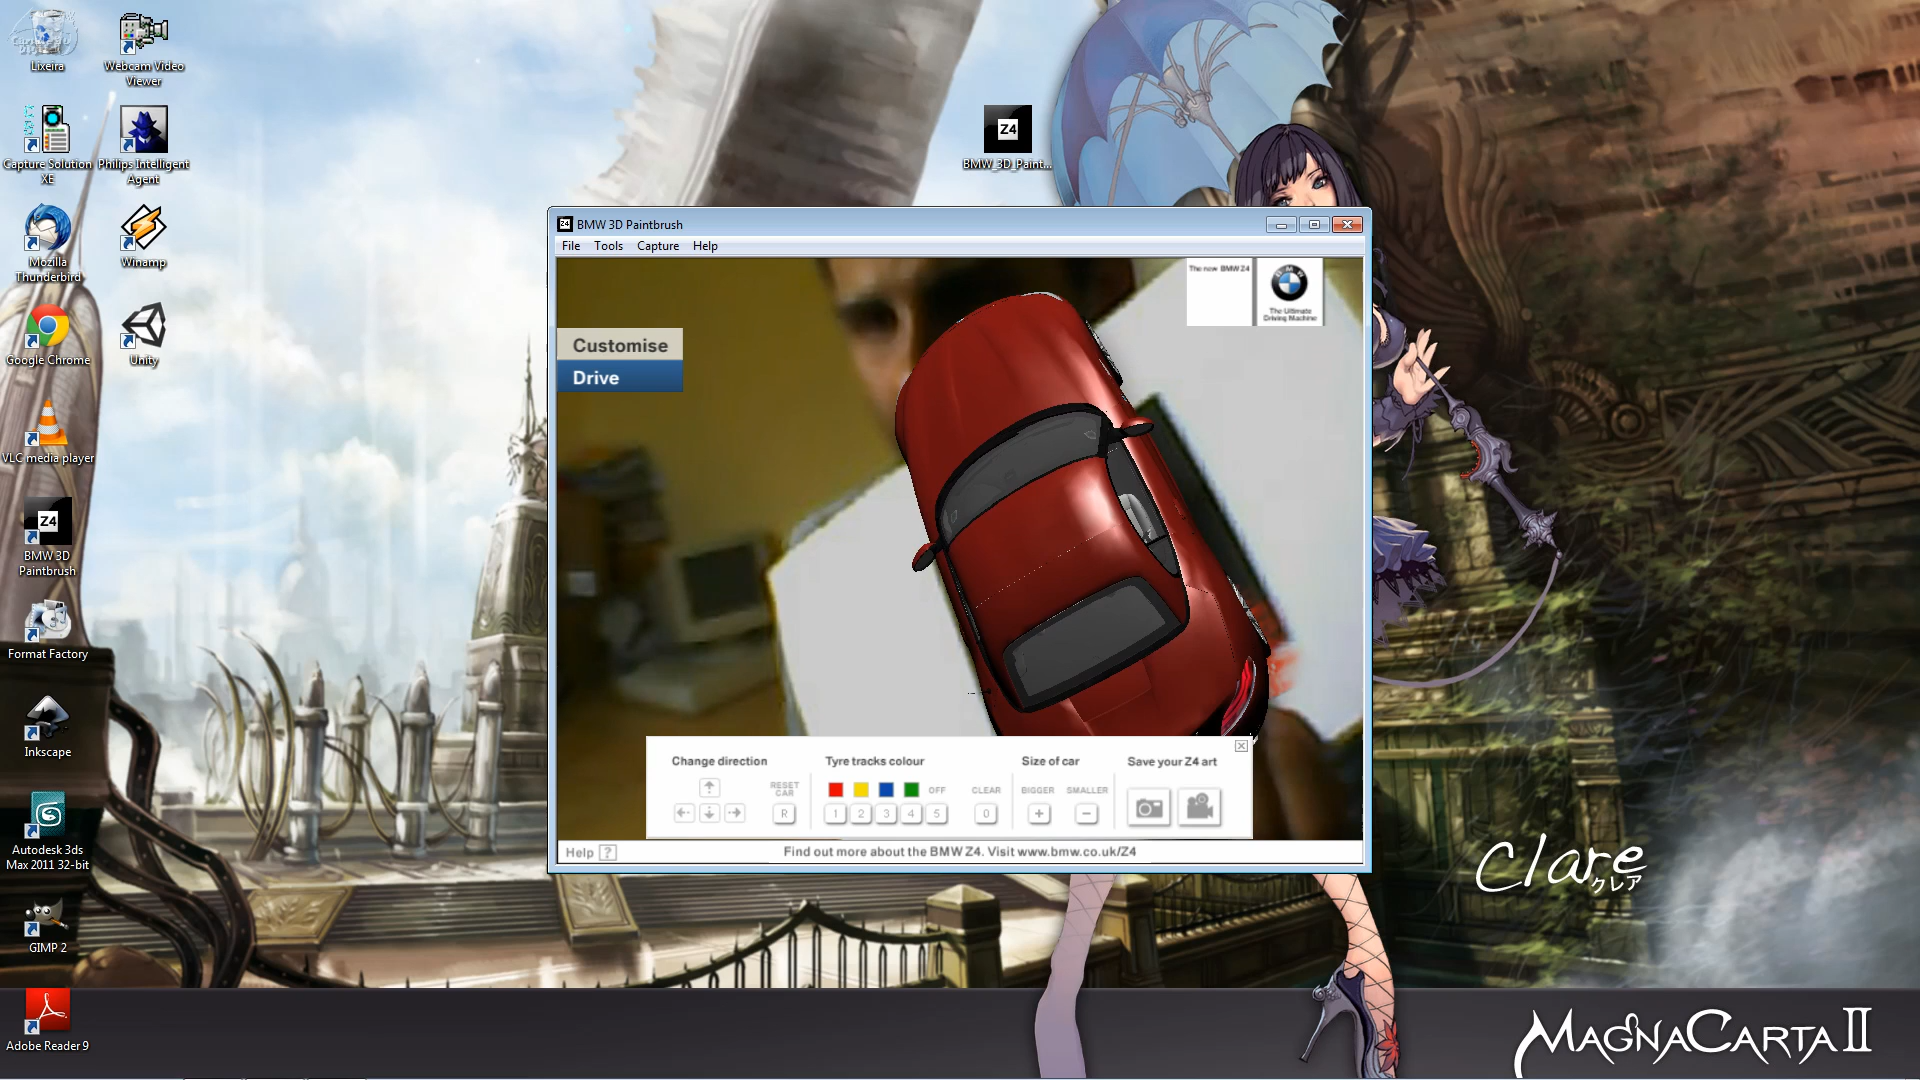 Lixeira
Webcam Video
Viewer
Capture Solution
XE
Philips Intelligent
Agent
Mozilla
Thunderbird
Winamp
Google Chrome
Unity
VLC media player
Z4
BMW 3D
Paintbrush
Format Factory
Inkscape
Autodesk 3ds
Max 2011 32-bit
GIMP 2
Adobe Reader 9
Z4
BMW_3D_Paint...
Z4 BMW 3D Paintbrush
File Tools Capture Help
The new BMW Z4
BMW
The Ultimate
Driving Machine
Customise
Drive
Change direction
RESET
CAR
R
Tyre tracks colour
OFF
CLEAR
1 2 3 4 5 0
Size of car
BIGGER SMALLER
+ -
Save your Z4 art
Help ?
Find out more about the BMW Z4. Visit www.bmw.co.uk/Z4
Clare
クレア
MAGNACARTA II